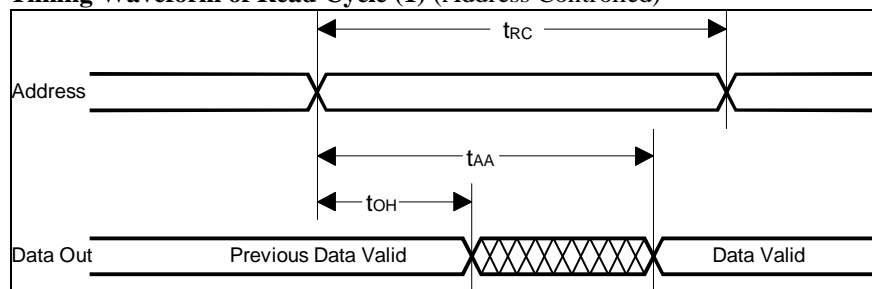 Timing Waveform of Read Cycle (1) (Address Controlled)
tRC
Address
tAA
tOH
Data Out
Previous Data Valid
Data Valid